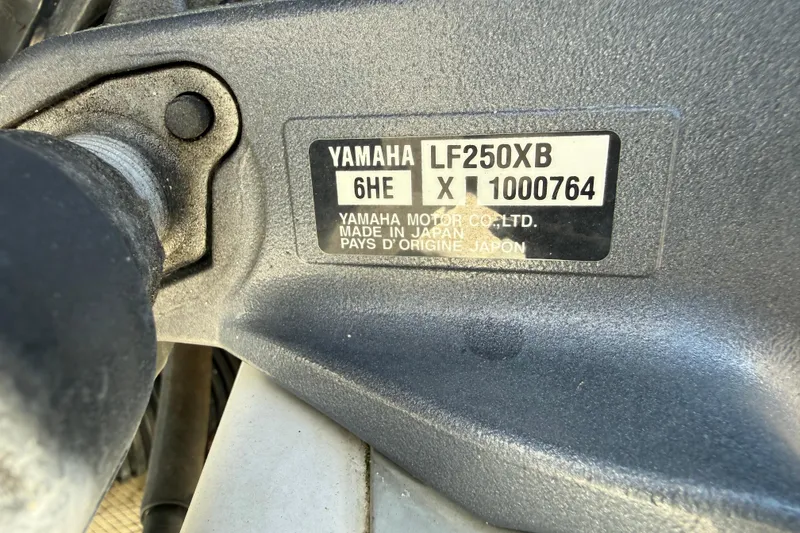 YAMAHA LF250XB
6HE X 1000764
YAMAHA MOTOR CO.,LTD.
MADE IN JAPAN
PAYS D'ORIGINE JAPON